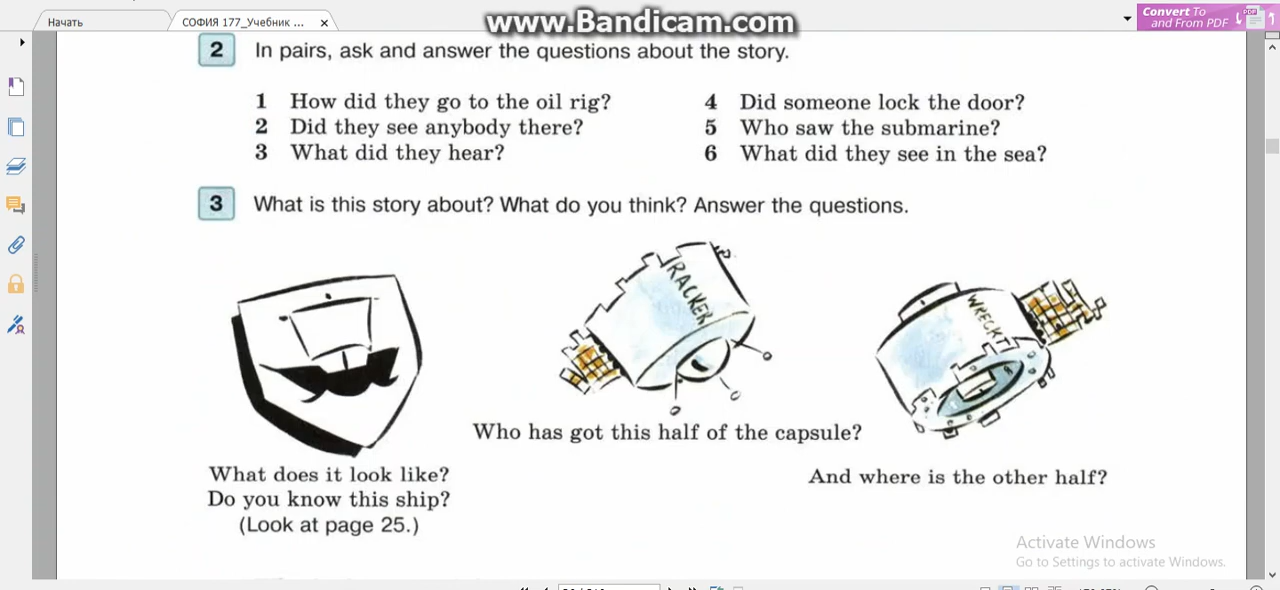 www.Bandicam.com
Начать
СОФИЯ 177_Учебник ...
Convert To
and From PDF
2 In pairs, ask and answer the questions about the story.
1 How did they go to the oil rig?
2 Did they see anybody there?
3 What did they hear?
4 Did someone lock the door?
5 Who saw the submarine?
6 What did they see in the sea?
3 What is this story about? What do you think? Answer the questions.
RACKER
WRECKT
Who has got this half of the capsule?
What does it look like?
Do you know this ship?
(Look at page 25.)
And where is the other half?
Activate Windows
Go to Settings to activate Windows.